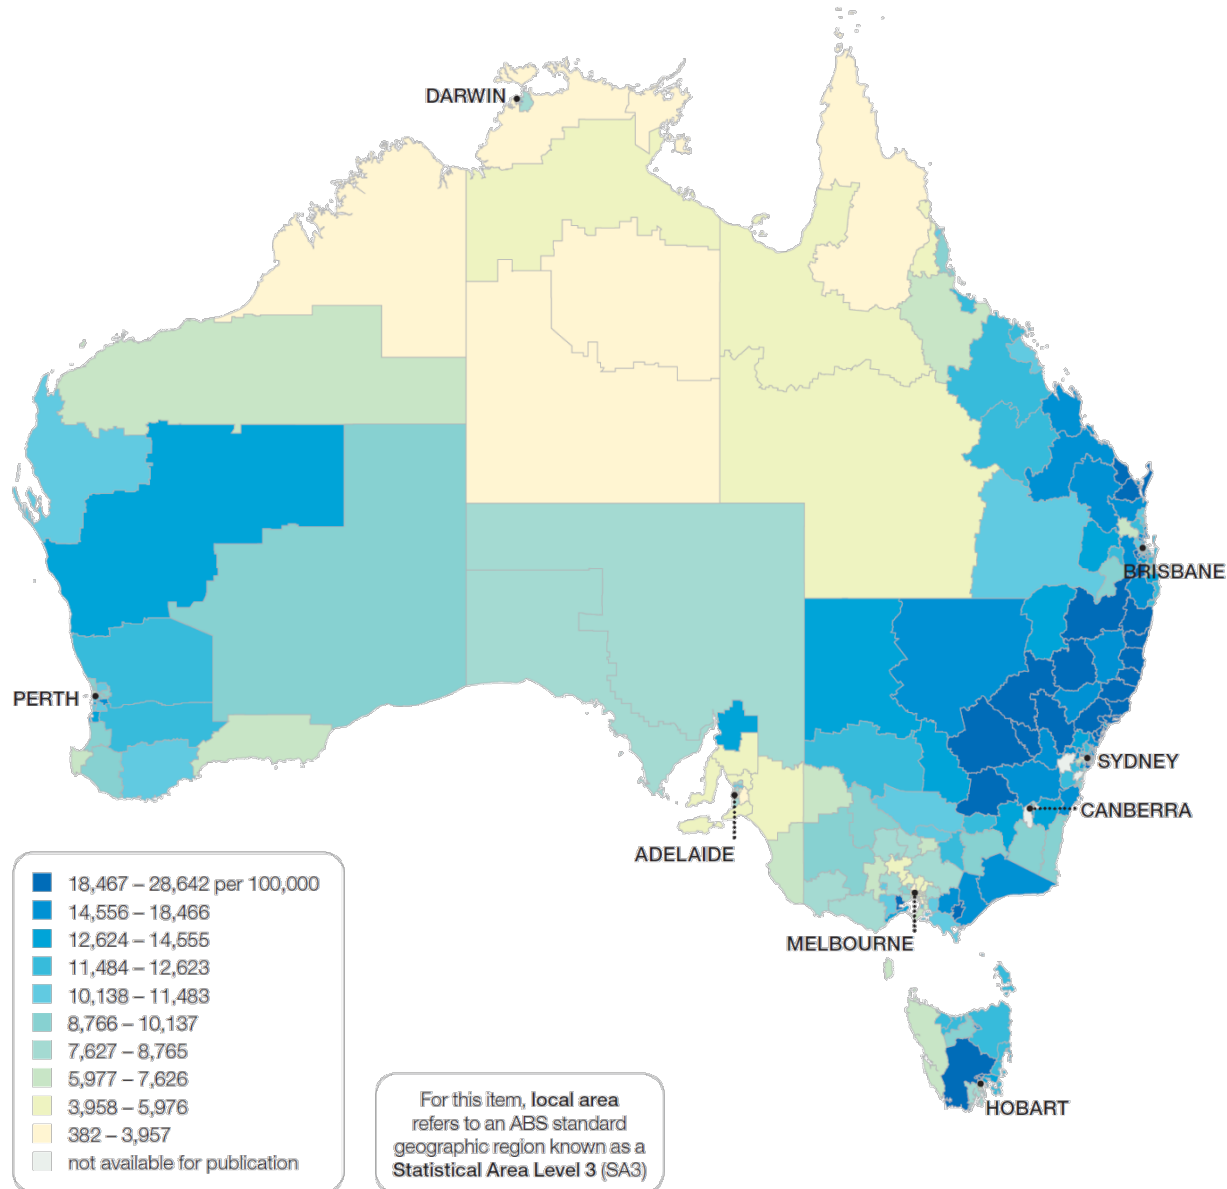 DARWIN
BRISBANE
PERTH
SYDNEY
CANBERRA
ADELAIDE
MELBOURNE
HOBART
18,467 – 28,642 per 100,000
14,556 – 18,466
12,624 – 14,555
11,484 – 12,623
10,138 – 11,483
8,766 – 10,137
7,627 – 8,765
5,977 – 7,626
3,958 – 5,976
382 – 3,957
not available for publication
For this item, local area
refers to an ABS standard
geographic region known as a
Statistical Area Level 3 (SA3)